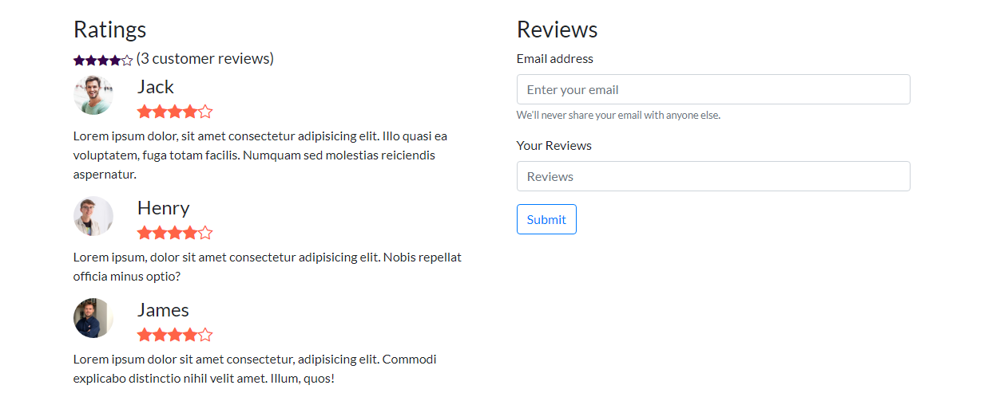 Ratings
(3 customer reviews)
Jack
Lorem ipsum dolor, sit amet consectetur adipisicing elit. Illo quasi ea
voluptatem, fuga totam facilis. Numquam sed molestias reiciendis
aspernatur.
Henry
Lorem ipsum, dolor sit amet consectetur adipisicing elit. Nobis repellat
officia minus optio?
James
Lorem ipsum dolor sit amet consectetur, adipisicing elit. Commodi
explicabo distinctio nihil velit amet. Illum, quos!
Reviews
Email address
Enter your email
We'll never share your email with anyone else.
Your Reviews
Reviews
Submit